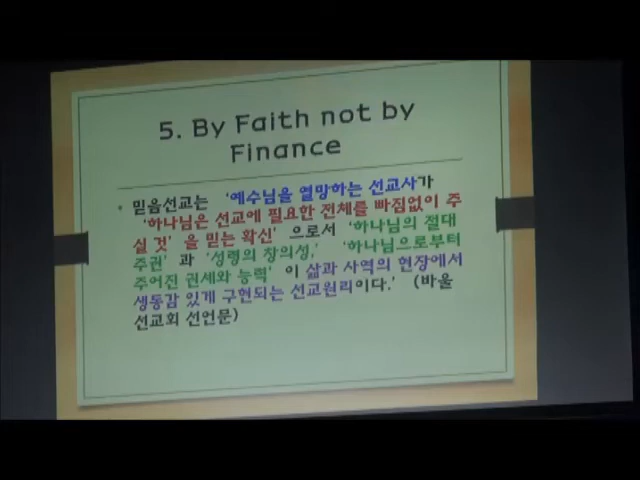 5. By Faith not by
Finance
• 믿음선교는 '예수님을 열망하는 선교사가
'하나님은 선교에 필요한 전체를 빠짐없이 주
실 것' 을 믿는 확신' 으로서 '하나님의 절대
주권' 과 '성령의 창의성,' '하나님으로부터
주어진 권세와 능력' 이 삶과 사역의 현장에서
생동감 있게 구현되는 선교원리이다.' (바울
선교회 선언문)